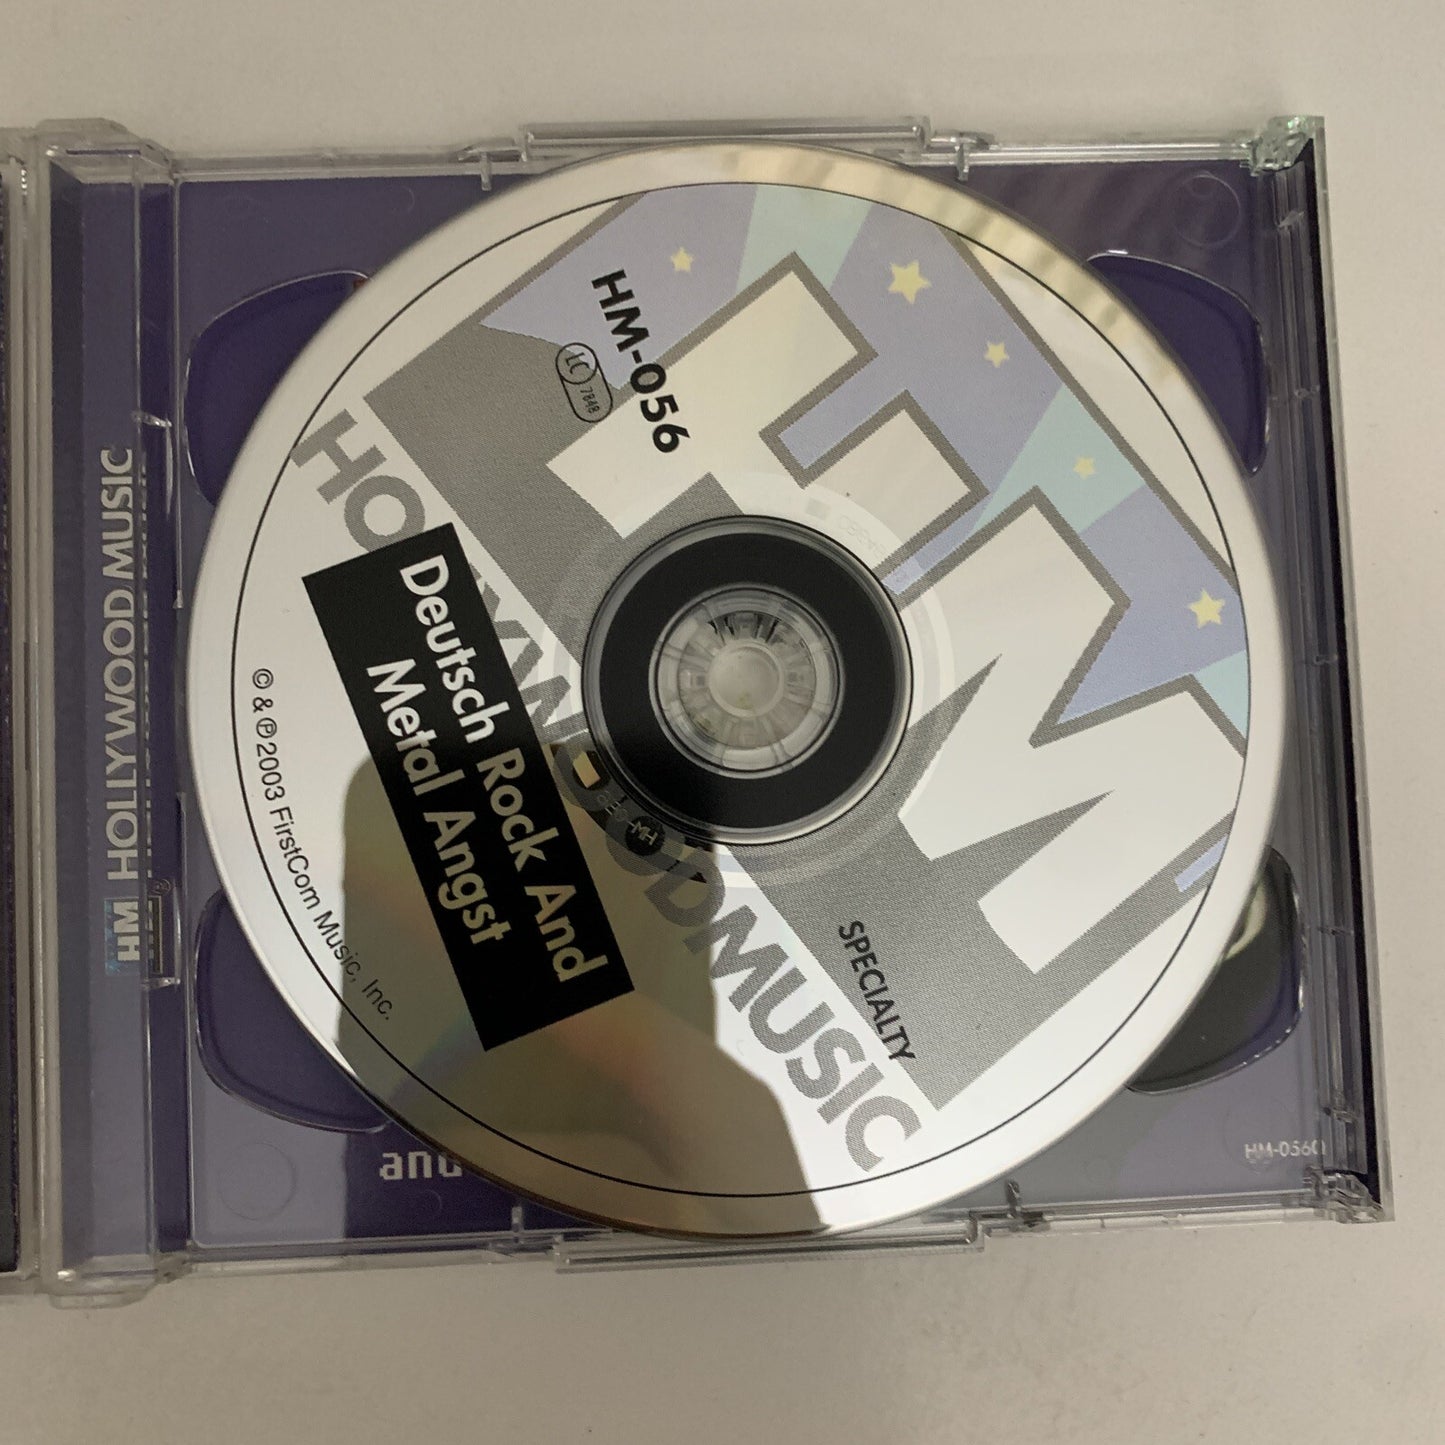 HM HOLLYWOOD MUSIC
HM-056
LC 7848
HM
HOLLYWOODMUSIC
Deutsch Rock And
Metal Angst
SPECIALTY
© & ℗ 2003 FirstCom Music, Inc.
and